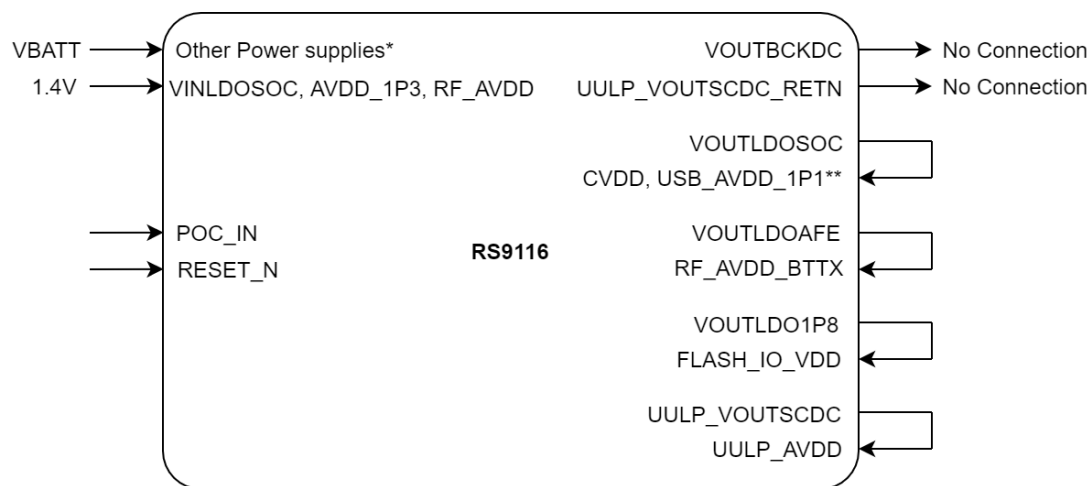 VBATT
Other Power supplies*
1.4V
VINLDOSOC, AVDD_1P3, RF_AVDD
POC_IN
RESET_N
RS9116
VOUTBCKDC
No Connection
UULP_VOUTSCDC_RETN
No Connection
VOUTLDOSOC
CVDD, USB_AVDD_1P1**
VOUTLDOAFE
RF_AVDD_BTTX
VOUTLDO1P8
FLASH_IO_VDD
UULP_VOUTSCDC
UULP_AVDD